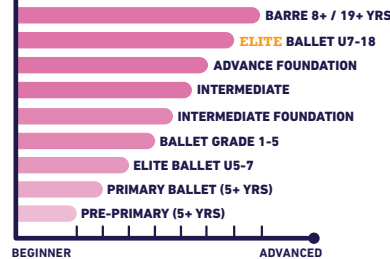 BARRE 8+ / 19+ YRS
ELITE BALLET U7-18
ADVANCE FOUNDATION
INTERMEDIATE
INTERMEDIATE FOUNDATION
BALLET GRADE 1-5
ELITE BALLET U5-7
PRIMARY BALLET (5+ YRS)
PRE-PRIMARY (5+ YRS)
BEGINNER ADVANCED